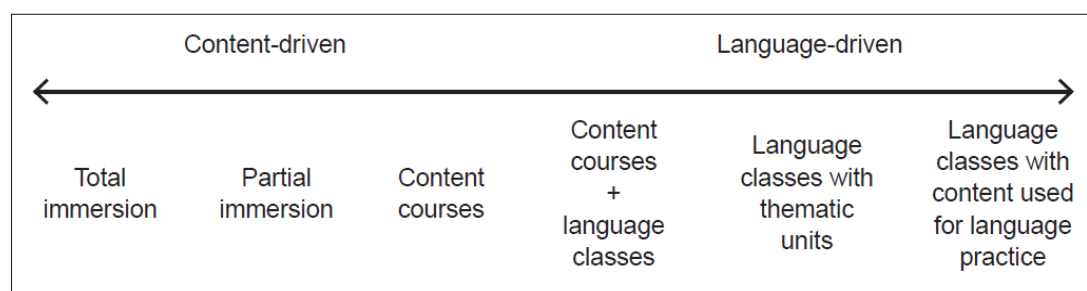 Content-driven
Language-driven
Total
immersion
Partial
immersion
Content
courses
Content
courses
+
language
classes
Language
classes with
thematic
units
Language
classes with
content used
for language
practice